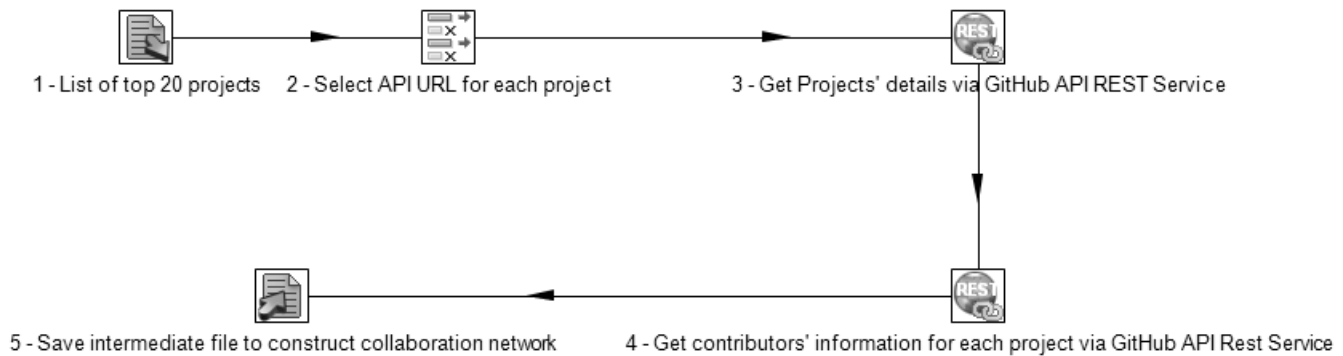 REST
1 - List of top 20 projects
2 - Select API URL for each project
3 - Get Projects' details via GitHub API REST Service
REST
5 - Save intermediate file to construct collaboration network
4 - Get contributors' information for each project via GitHub API Rest Service